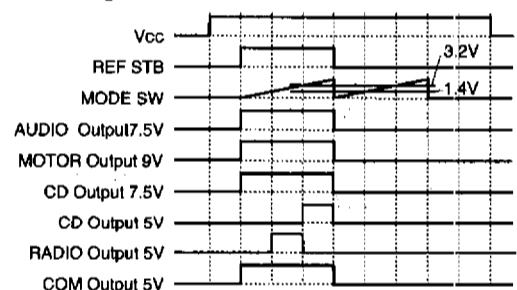 Vcc
REF STB
3.2V
MODE SW
1.4V
AUDIO Output7.5V
MOTOR Output 9V
CD Output 7.5V
CD Output 5V
RADIO Output 5V
COM Output 5V